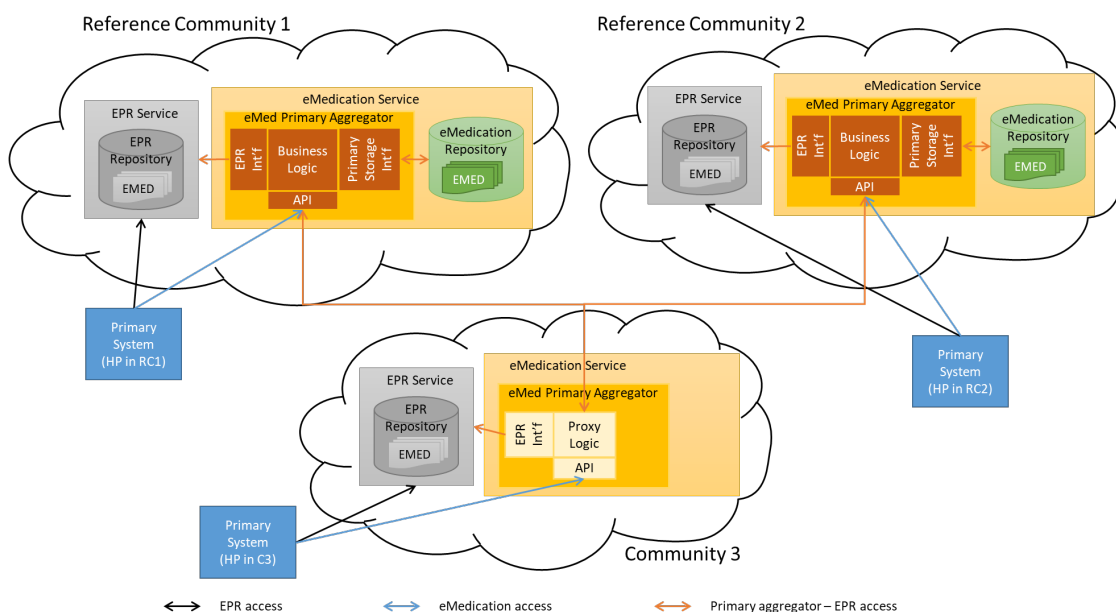 Reference Community 1
eMedication Service
EPR Service
eMed Primary Aggregator
EPR
Repository
EMED
EPR
Int'f
Business
Logic
Primary
Storage
Int'f
API
eMedication
Repository
EMED
Primary
System
(HP in RC1)
Reference Community 2
eMedication Service
EPR Service
eMed Primary Aggregator
EPR
Repository
EMED
EPR
Int'f
Business
Logic
Primary
Storage
Int'f
API
eMedication
Repository
EMED
Primary
System
(HP in RC2)
eMedication Service
EPR Service
eMed Primary Aggregator
EPR
Repository
EMED
EPR
Int'f
Proxy
Logic
API
Primary
System
(HP in C3)
Community 3
EPR access
eMedication access
Primary aggregator – EPR access